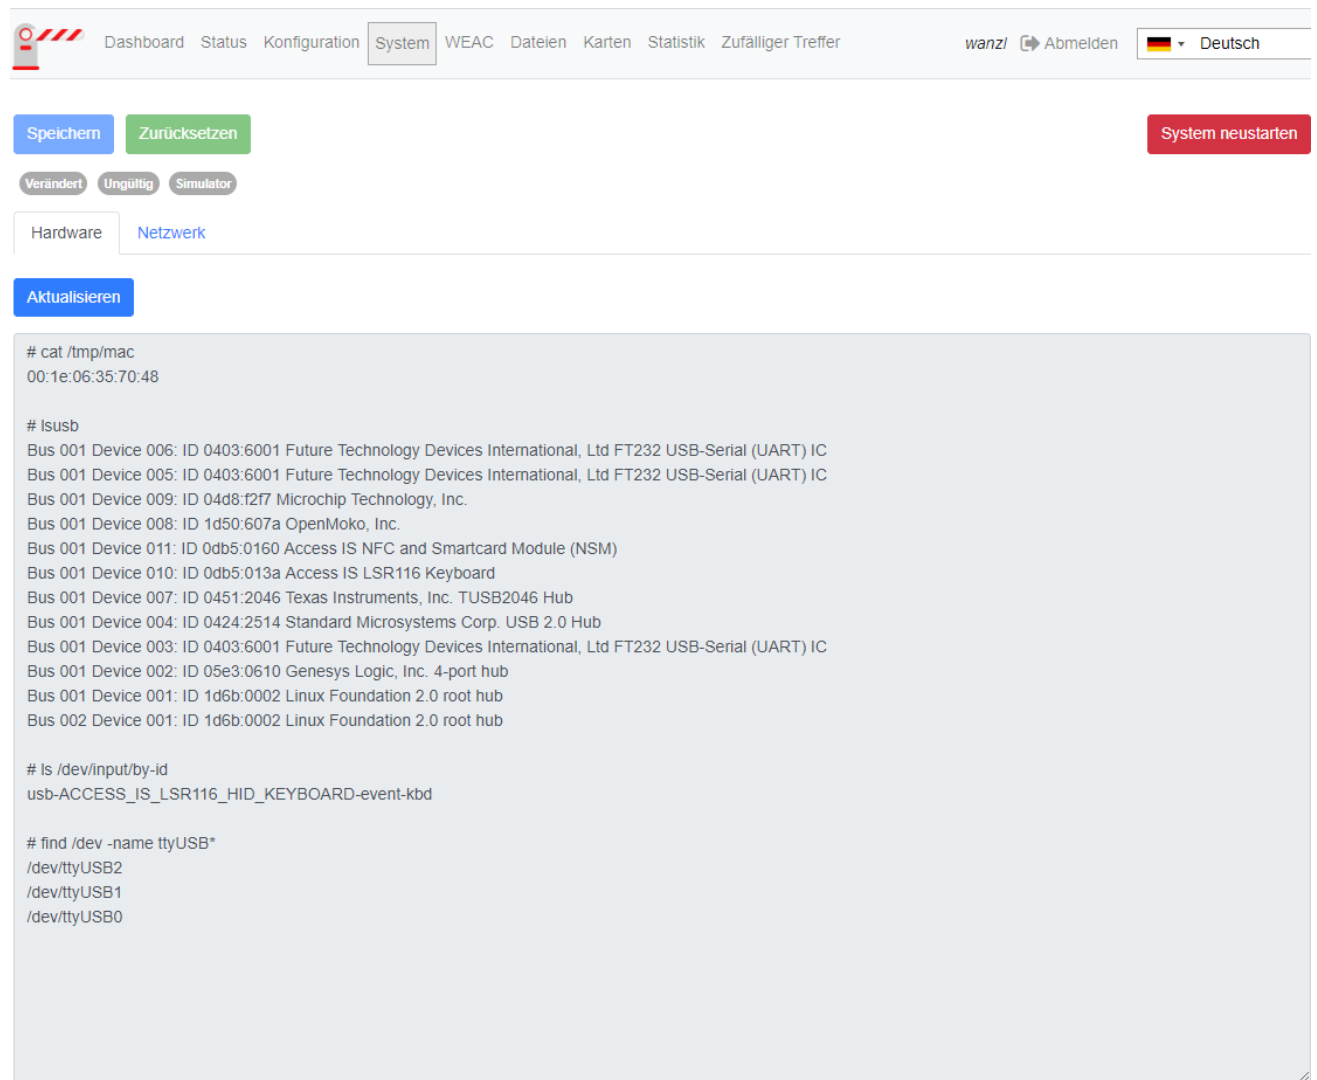 Dashboard Status Konfiguration System WEAC Dateien Karten Statistik Zufälliger Treffer wanzl Abmelden Deutsch
Speichern Zurücksetzen System neustarten
Verändert Ungültig Simulator
Hardware Netzwerk
Aktualisieren
# cat /tmp/mac
00:1e:06:35:70:48
# lsusb
Bus 001 Device 006: ID 0403:6001 Future Technology Devices International, Ltd FT232 USB-Serial (UART) IC
Bus 001 Device 005: ID 0403:6001 Future Technology Devices International, Ltd FT232 USB-Serial (UART) IC
Bus 001 Device 009: ID 04d8:f2f7 Microchip Technology, Inc.
Bus 001 Device 008: ID 1d50:607a OpenMoko, Inc.
Bus 001 Device 011: ID 0db5:0160 Access IS NFC and Smartcard Module (NSM)
Bus 001 Device 010: ID 0db5:013a Access IS LSR116 Keyboard
Bus 001 Device 007: ID 0451:2046 Texas Instruments, Inc. TUSB2046 Hub
Bus 001 Device 004: ID 0424:2514 Standard Microsystems Corp. USB 2.0 Hub
Bus 001 Device 003: ID 0403:6001 Future Technology Devices International, Ltd FT232 USB-Serial (UART) IC
Bus 001 Device 002: ID 05e3:0610 Genesys Logic, Inc. 4-port hub
Bus 001 Device 001: ID 1d6b:0002 Linux Foundation 2.0 root hub
Bus 002 Device 001: ID 1d6b:0002 Linux Foundation 2.0 root hub
# ls /dev/input/by-id
usb-ACCESS_IS_LSR116_HID_KEYBOARD-event-kbd
# find /dev -name ttyUSB*
/dev/ttyUSB2
/dev/ttyUSB1
/dev/ttyUSB0